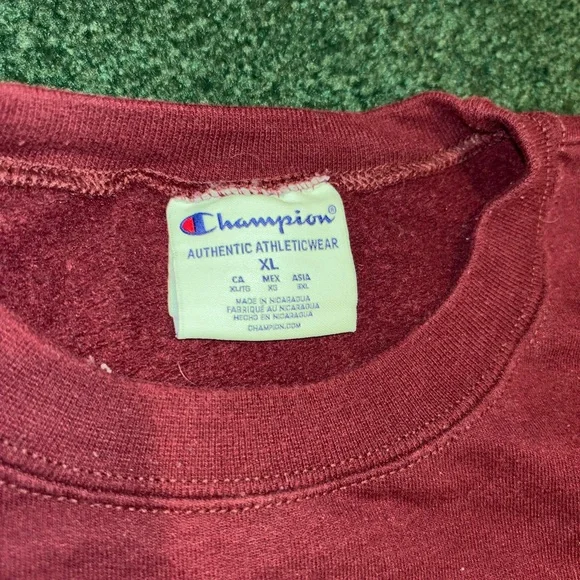 Champion®
AUTHENTIC ATHLETICWEAR
XL
CA MEX ASIA
XL/TG XG 3XL
MADE IN NICARAGUA
FABRIQUÉ AU NICARAGUA
HECHO EN NICARAGUA
CHAMPION.COM